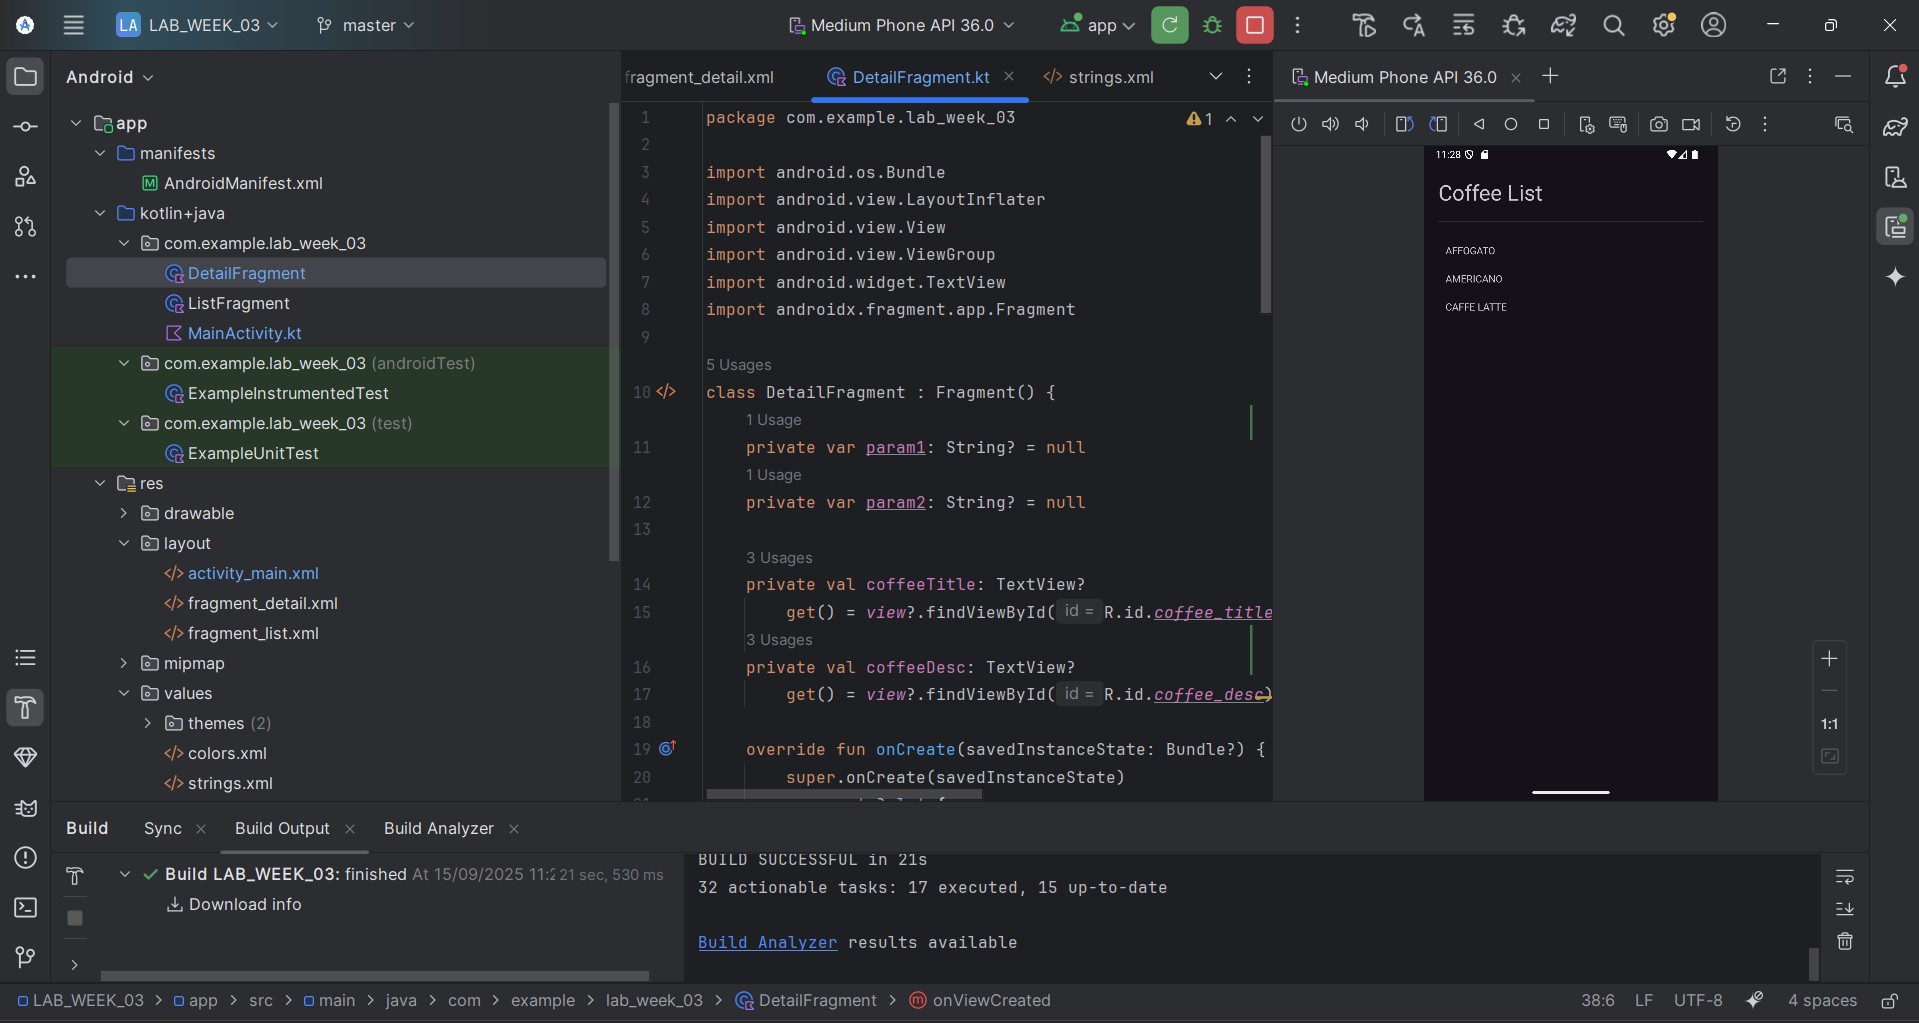 LA LAB_WEEK_03 master Medium Phone API 36.0 app
Android
app
manifests
AndroidManifest.xml
kotlin+java
com.example.lab_week_03
DetailFragment
ListFragment
MainActivity.kt
com.example.lab_week_03 (androidTest)
ExampleInstrumentedTest
com.example.lab_week_03 (test)
ExampleUnitTest
res
drawable
layout
activity_main.xml
fragment_detail.xml
fragment_list.xml
mipmap
values
themes (2)
colors.xml
strings.xml
fragment_detail.xml DetailFragment.kt strings.xml
1 package com.example.lab_week_03
1
2
3 import android.os.Bundle
4 import android.view.LayoutInflater
5 import android.view.View
6 import android.view.ViewGroup
7 import android.widget.TextView
8 import androidx.fragment.app.Fragment
9
5 Usages
10 class DetailFragment : Fragment() {
1 Usage
11 private var param1: String? = null
1 Usage
12 private var param2: String? = null
13
3 Usages
14 private val coffeeTitle: TextView?
15 get() = view?.findViewById( id = R.id.coffee_title
3 Usages
16 private val coffeeDesc: TextView?
17 get() = view?.findViewById( id = R.id.coffee_desc)
18
19 override fun onCreate(savedInstanceState: Bundle?) {
20 super.onCreate(savedInstanceState)
Medium Phone API 36.0
11:28
Coffee List
AFFOGATO
AMERICANO
CAFFE LATTE
1:1
Build Sync Build Output Build Analyzer
Build LAB_WEEK_03: finished At 15/09/2025 11:2 21 sec, 530 ms
Download info
BUILD SUCCESSFUL in 21s
32 actionable tasks: 17 executed, 15 up-to-date
Build Analyzer results available
LAB_WEEK_03 > app > src > main > java > com > example > lab_week_03 > DetailFragment > onViewCreated
38:6 LF UTF-8 4 spaces